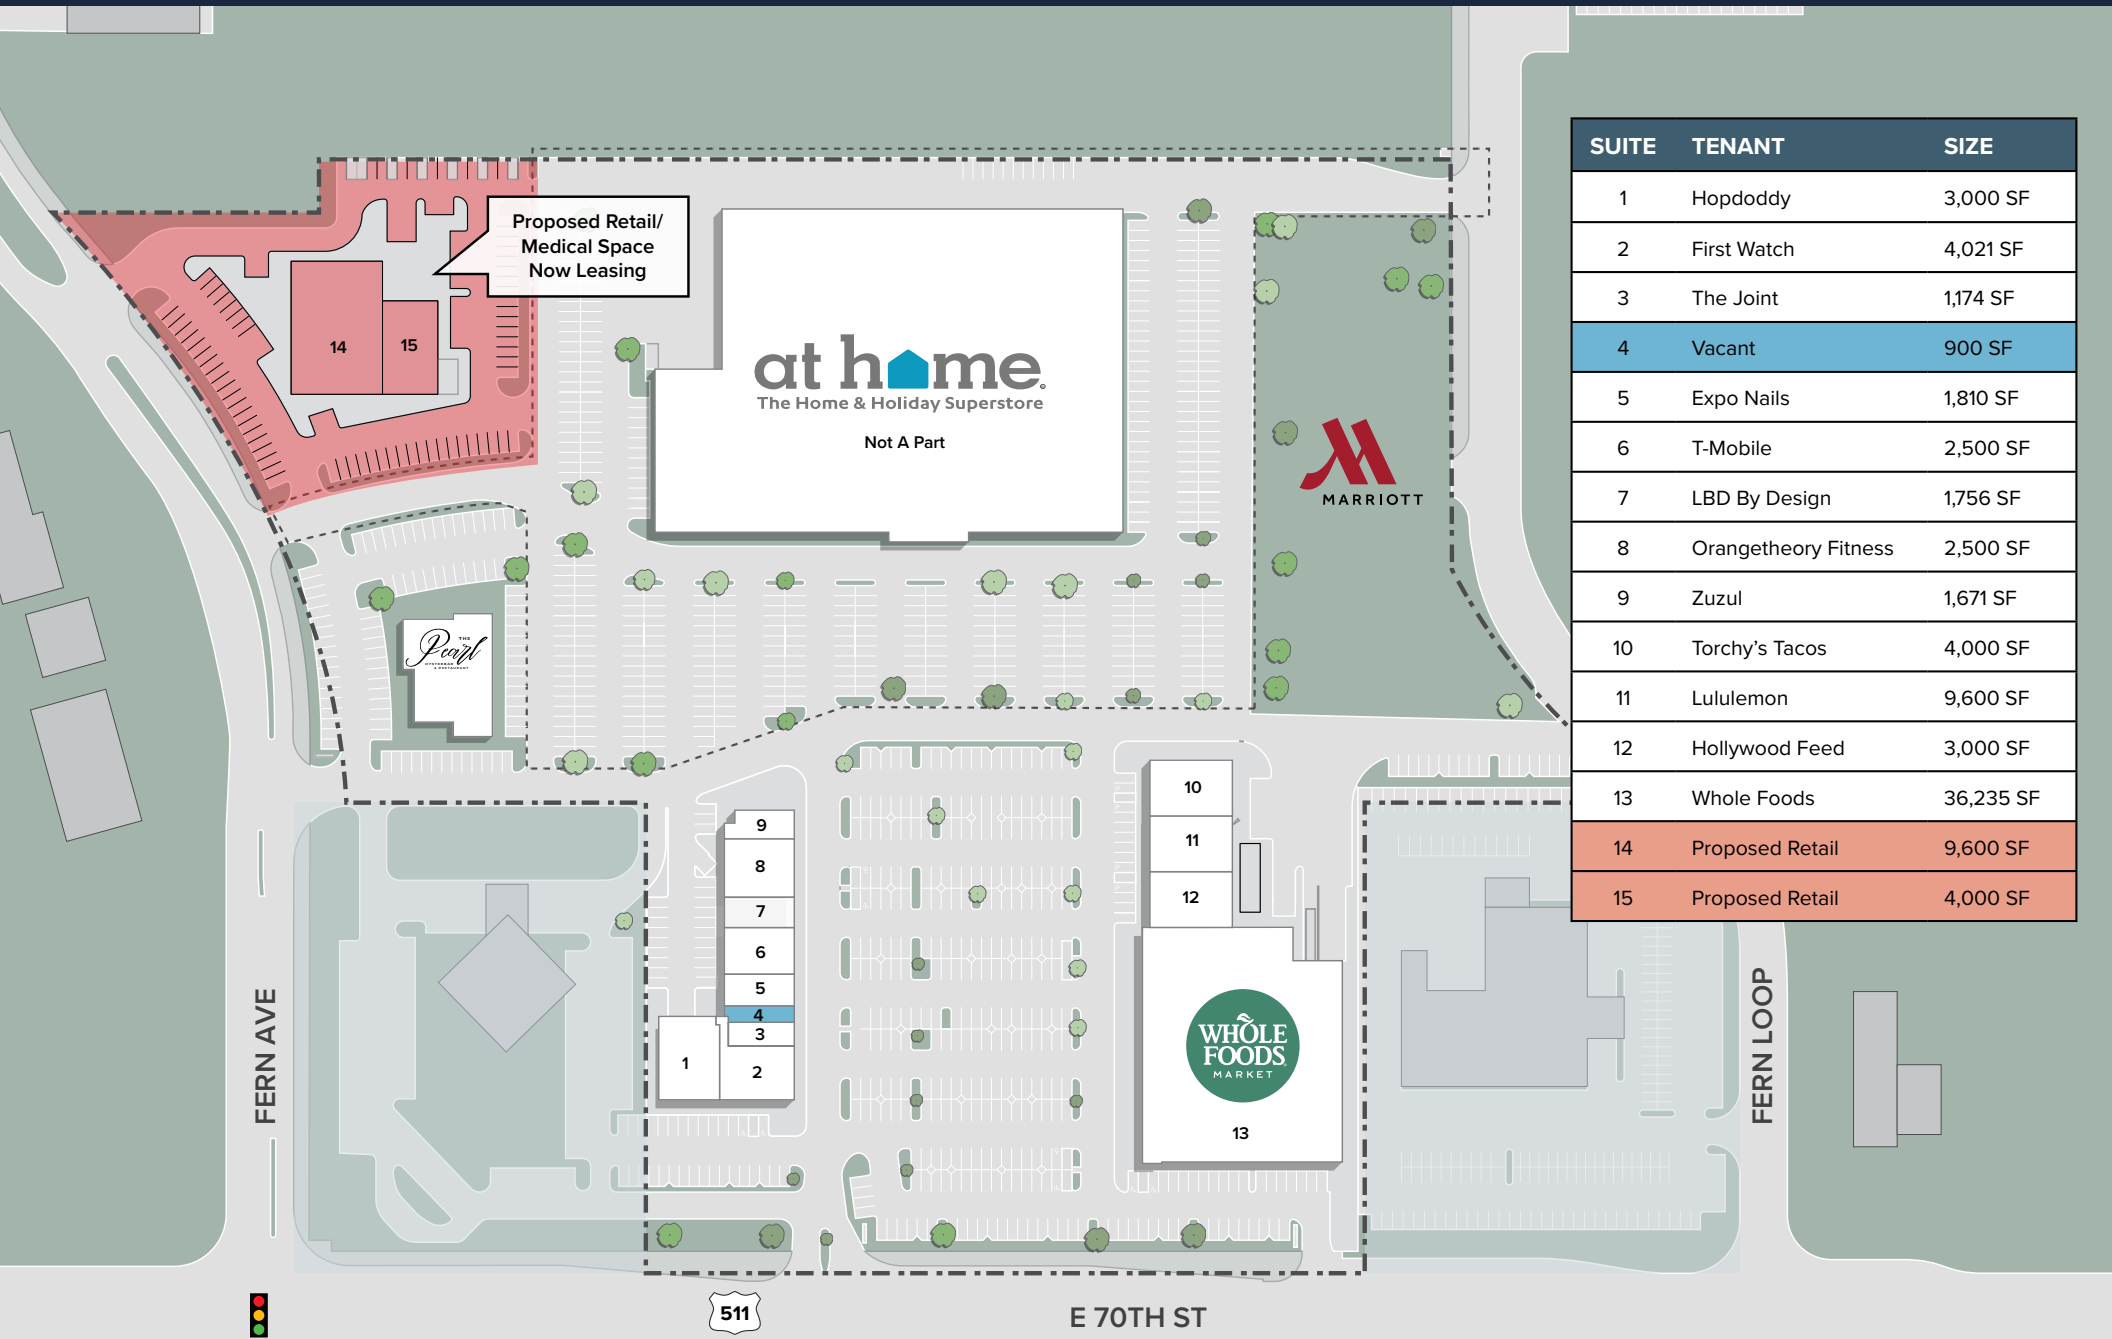 Proposed Retail/
Medical Space
Now Leasing
14
15
at home
The Home & Holiday Superstore
Not A Part
MARRIOTT
THE
Pearl
SUITE TENANT SIZE
1 Hopdoddy 3,000 SF
2 First Watch 4,021 SF
3 The Joint 1,174 SF
4 Vacant 900 SF
5 Expo Nails 1,810 SF
6 T-Mobile 2,500 SF
7 LBD By Design 1,756 SF
8 Orangetheory Fitness 2,500 SF
9 Zuzul 1,671 SF
10 Torchy’s Tacos 4,000 SF
11 Lululemon 9,600 SF
12 Hollywood Feed 3,000 SF
13 Whole Foods 36,235 SF
14 Proposed Retail 9,600 SF
15 Proposed Retail 4,000 SF
9
8
7
6
5
4
3
1
2
10
11
12
WHOLE
FOODS
MARKET
13
FERN AVE
FERN LOOP
511
E 70TH ST